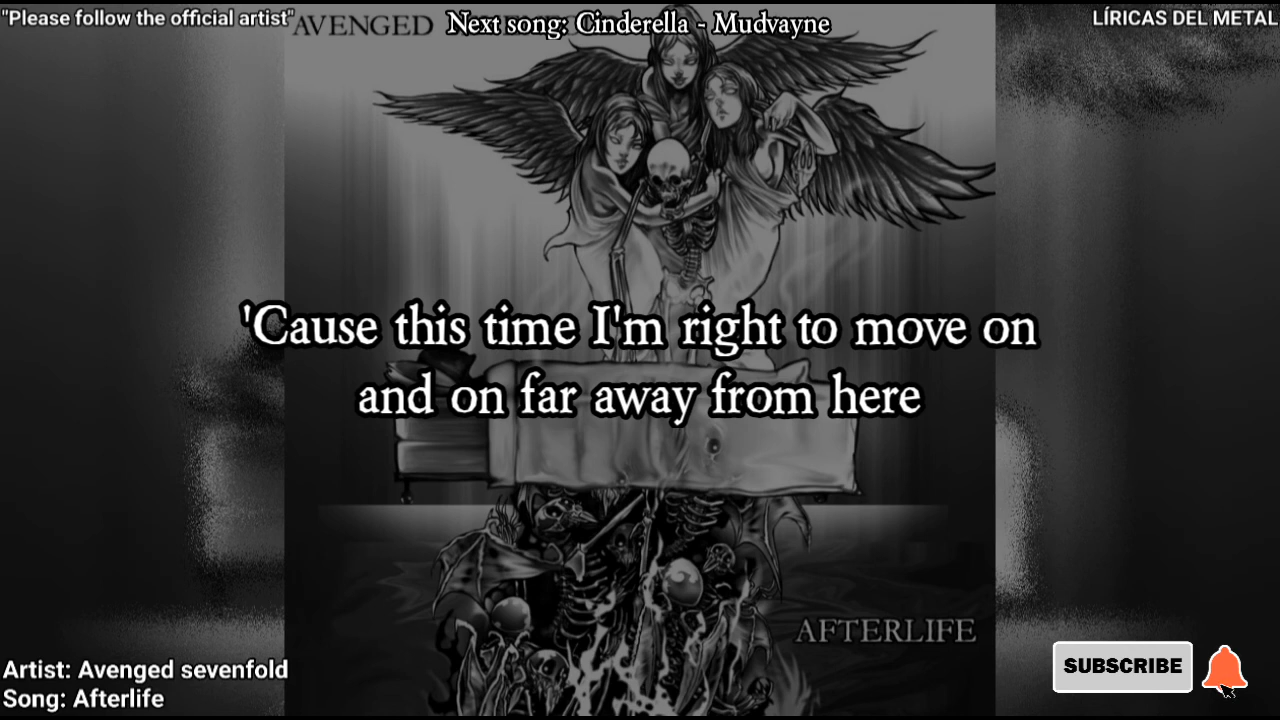 "Please follow the official artist"
AVENGED
Next song: Cinderella - Mudvayne
LÍRICAS DEL METAL
'Cause this time I'm right to move on
and on far away from here
AFTERLIFE
Artist: Avenged sevenfold
Song: Afterlife
SUBSCRIBE